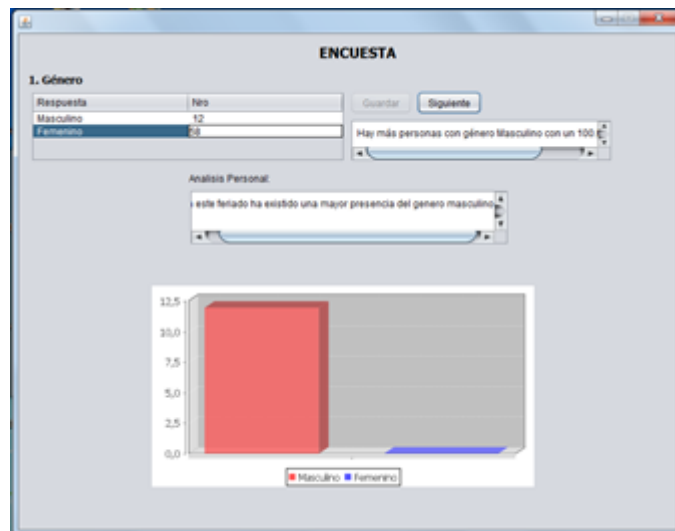 ENCUESTA
1. Género
Respuesta Nro
Masculino 12
Femenino 58
Guardar Siguiente
Hay más personas con género Masculino con un 100
Analisis Personal:
este feriado ha existido una mayor presencia del genero masculino
12,5
10,0
7,5
5,0
2,5
0,0
Masculino Femenino